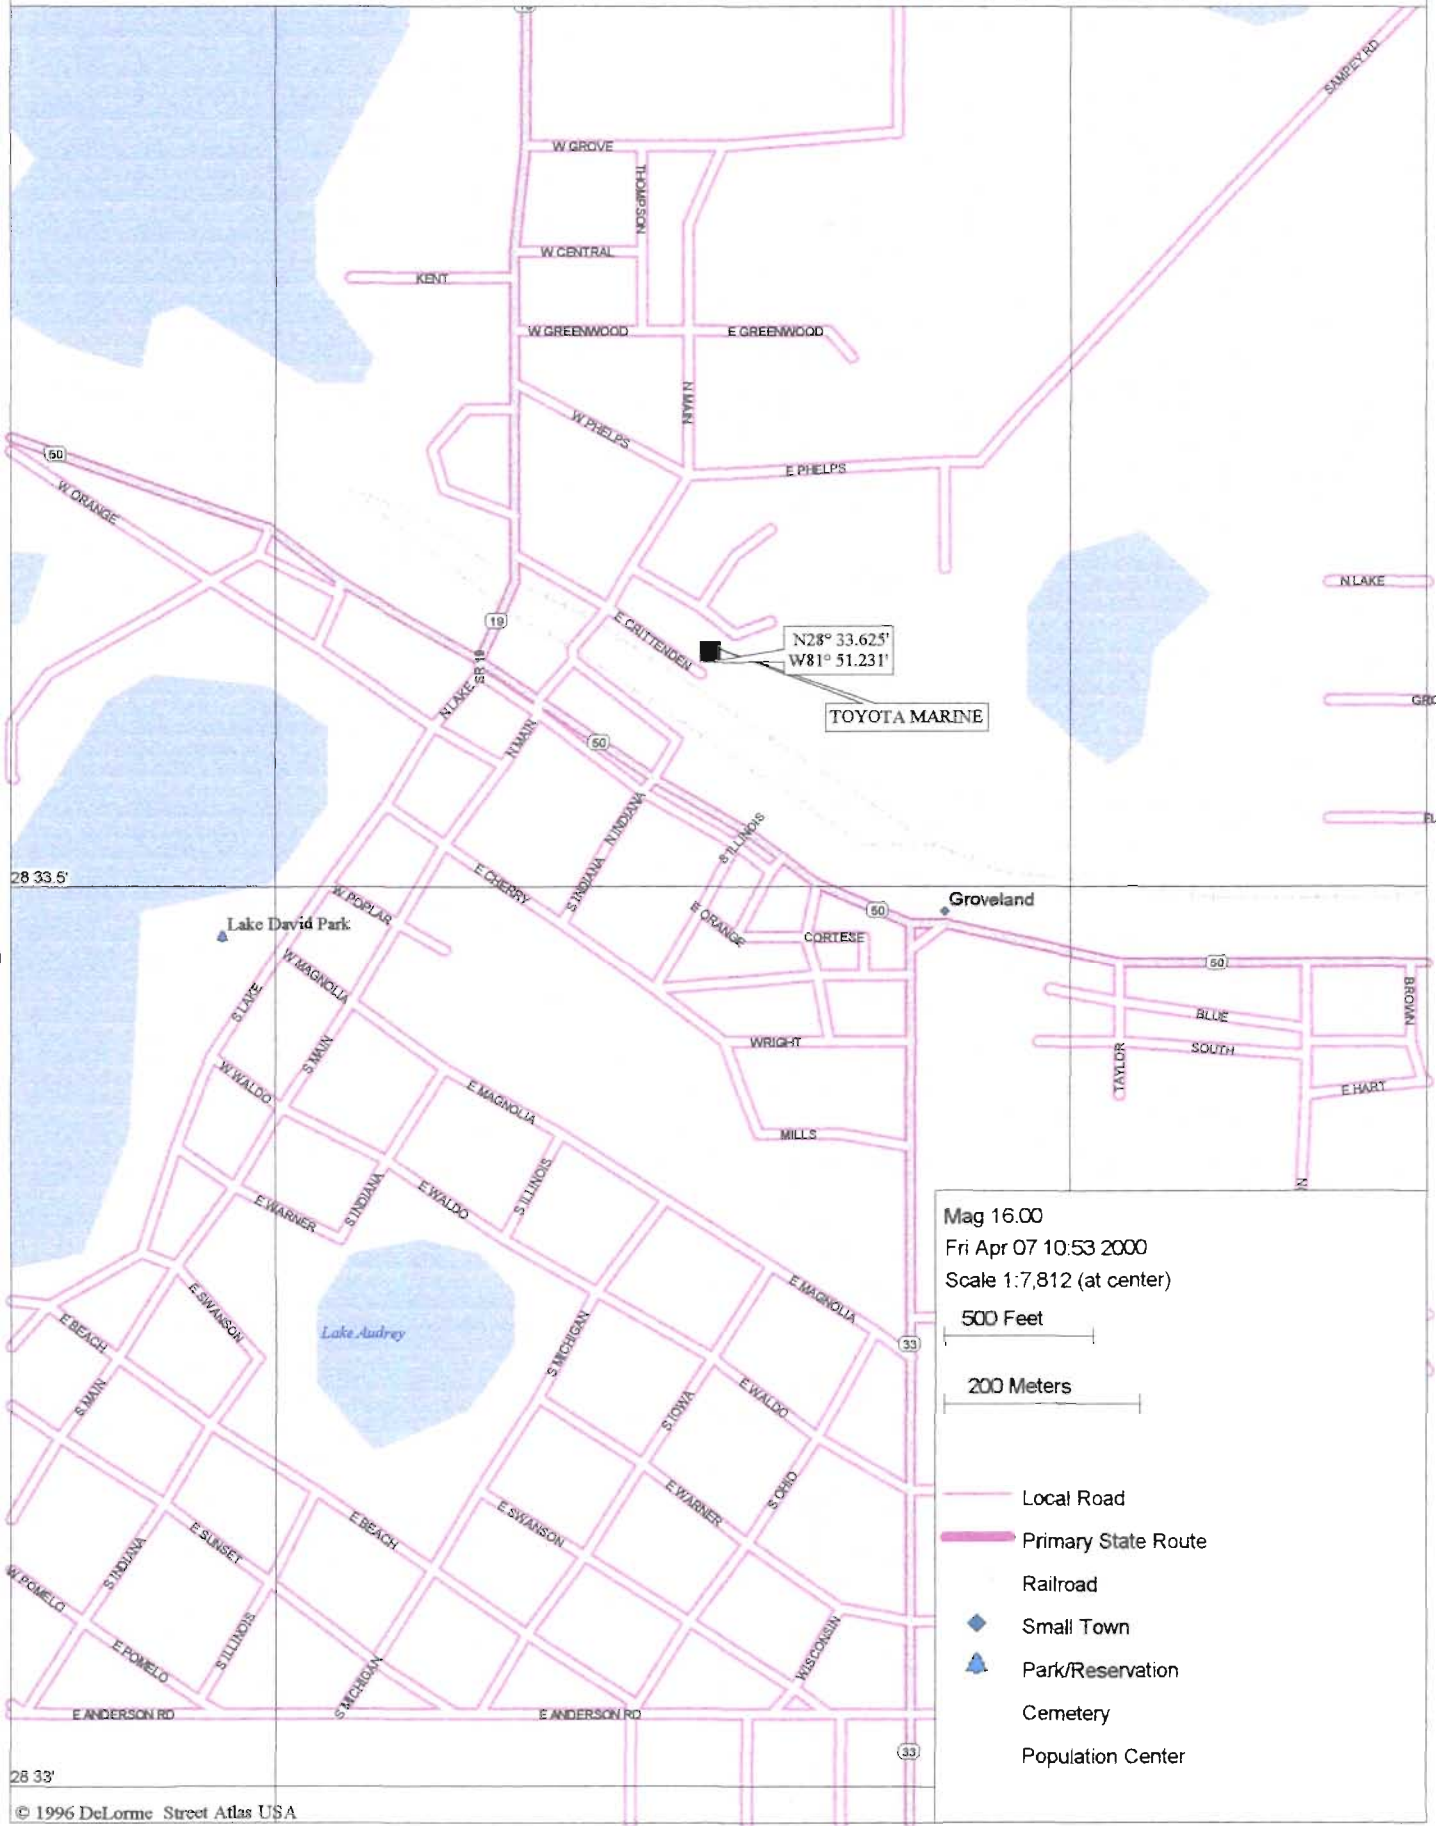 SAMPEY RD
W GROVE
THOMPSON
W CENTRAL
KENT
W GREENWOOD
E GREENWOOD
N MAIN
W PHELPS
E PHELPS
50
W ORANGE
N LAKE
19
E CRITTENDEN
N28° 33.625'
W81° 51.231'
SR 19
N LAKE
TOYOTA MARINE
GRO
N MAIN
50
N INDIANA
S ILLINOIS
28 33.5'
E CHERRY
S INDIANA
W POPLAR
Groveland
50
Lake David Park
E ORANGE
CORTESE
W MAGNOLIA
50
S LAKE
BROWN
BLUE
S MAIN
WRIGHT
SOUTH
TAYLOR
W WALDO
E HART
E MAGNOLIA
MILLS
S ILLINOIS
S INDIANA
E WALDO
E WARNER
N
Mag 16.00
Fri Apr 07 10:53 2000
Scale 1:7,812 (at center)
500 Feet
200 Meters
E SWANSON
E MAGNOLIA
E BEACH
Lake Audrey
S MICHIGAN
33
S MAIN
E WALDO
S IOWA
S OHIO
E WARNER
E SWANSON
E BEACH
E SUNSET
S INDIANA
W POMELO
E POMELO
S ILLINOIS
S MICHIGAN
WISCONSIN
E ANDERSON RD
E ANDERSON RD
33
Local Road
Primary State Route
Railroad
Small Town
Park/Reservation
Cemetery
Population Center
28 33'
© 1996 DeLorme Street Atlas USA